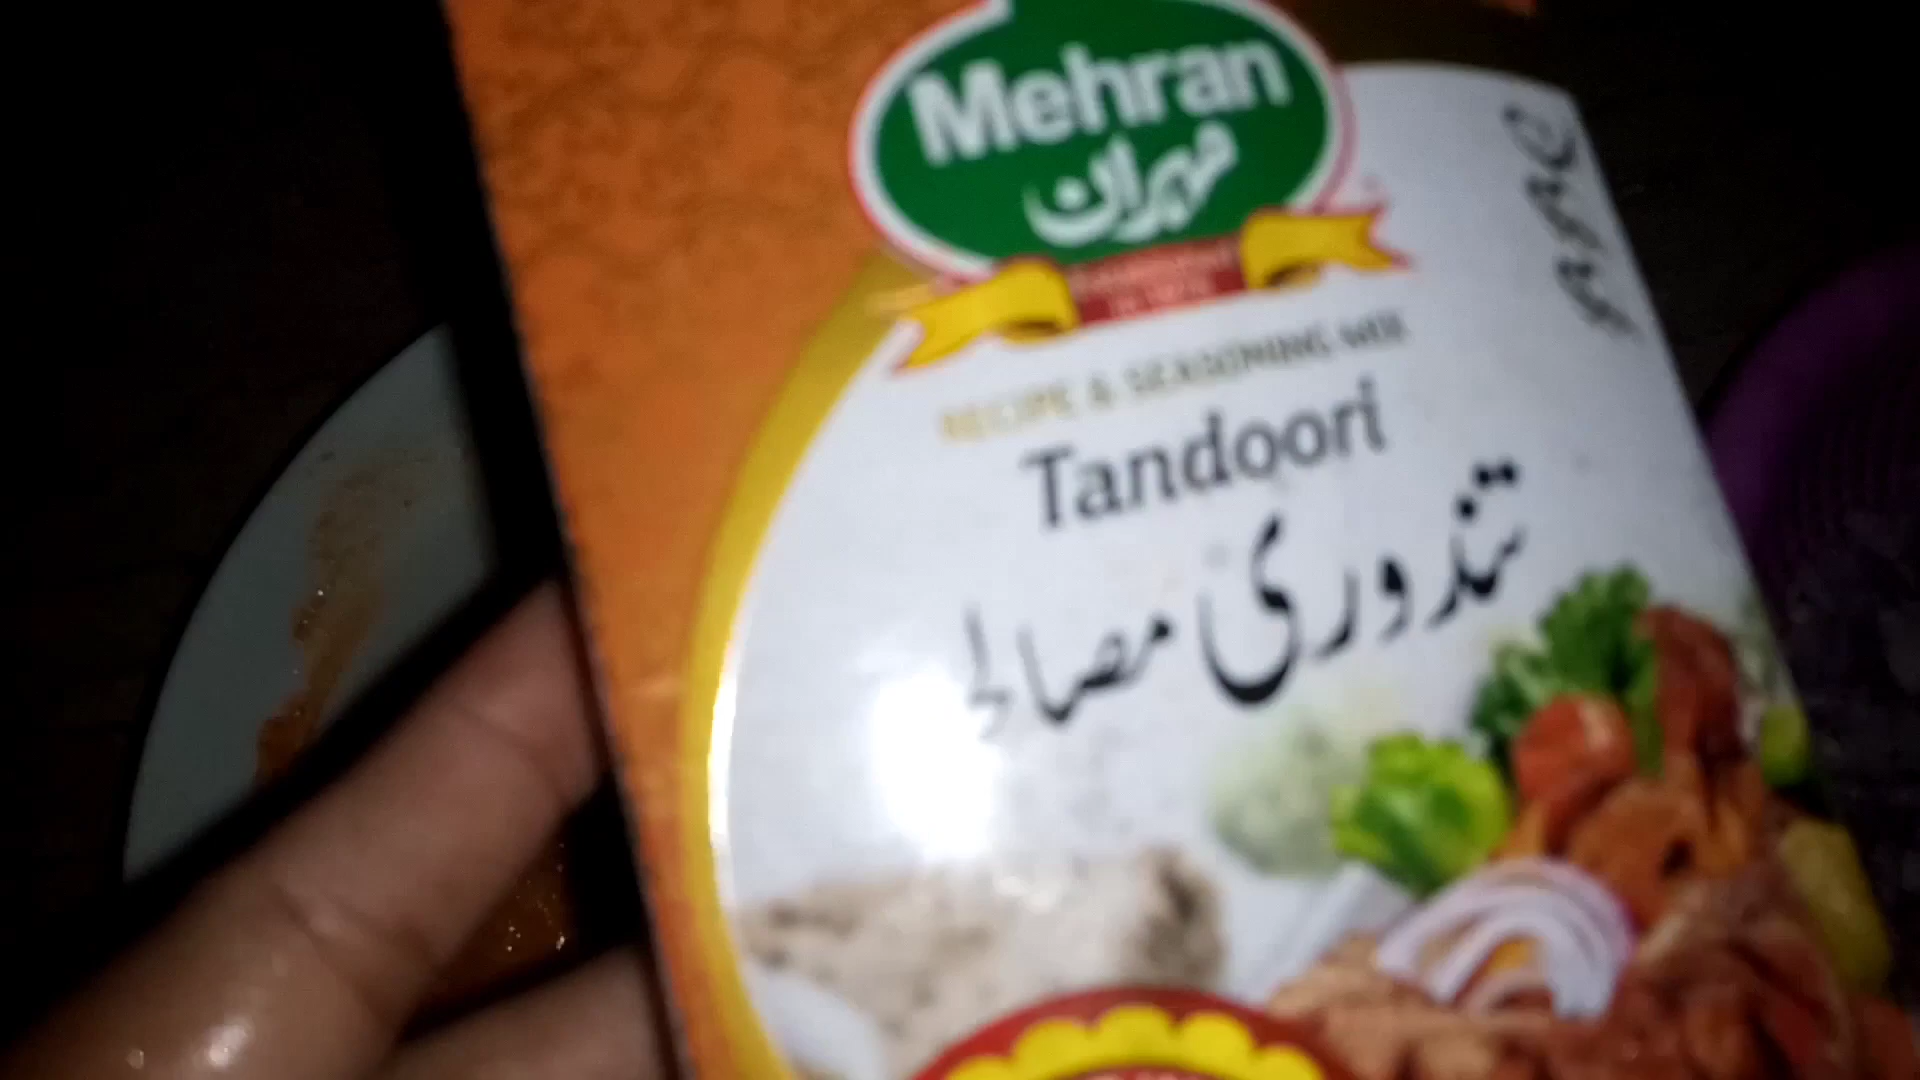 Mehran
مہران
RECIPE & SEASONING MIX
Tandoori
تندوری مصالحہ